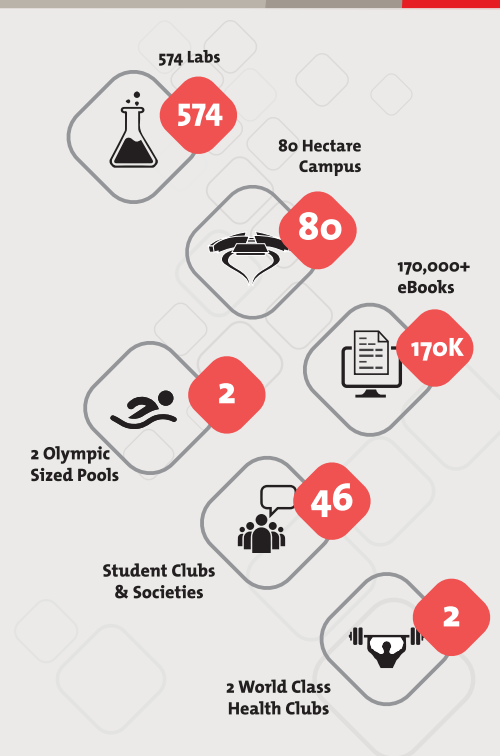 574 Labs
574
80 Hectare
Campus
80
170,000+
eBooks
170K
2
2 Olympic
Sized Pools
46
Student Clubs
& Societies
2
2 World Class
Health Clubs